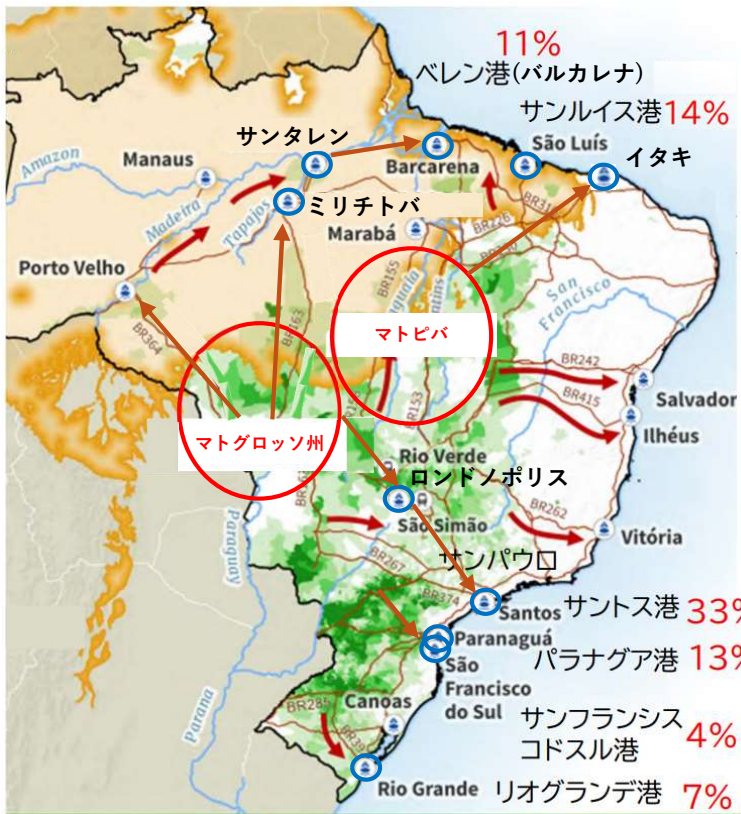 11%
ベレン港(バルカレナ)
サンルイス港14%
サンタレン
São Luís
イタキ
Manaus
Barcarena
Amazon
Madeira
Tapajos
ミリチトバ
Marabá
BR226
Porto Velho
BR155
San Francisco
BR163
BR364
マトピバ
BR242
Salvador
BR415
BR153
マトグロッソ州
Ilhéus
Rio Verde
ロンドノポリス
São Simão
BR262
Vitória
Paraguay
サンパウロ
BR267
BR374
Santos
サントス港 33%
Paranaguá
パラナグア港 13%
São
Francisco
do Sul
Parana
Canoas
サンフランシス
コドスル港
4%
BR285
Rio Grande
リオグランデ港 7%